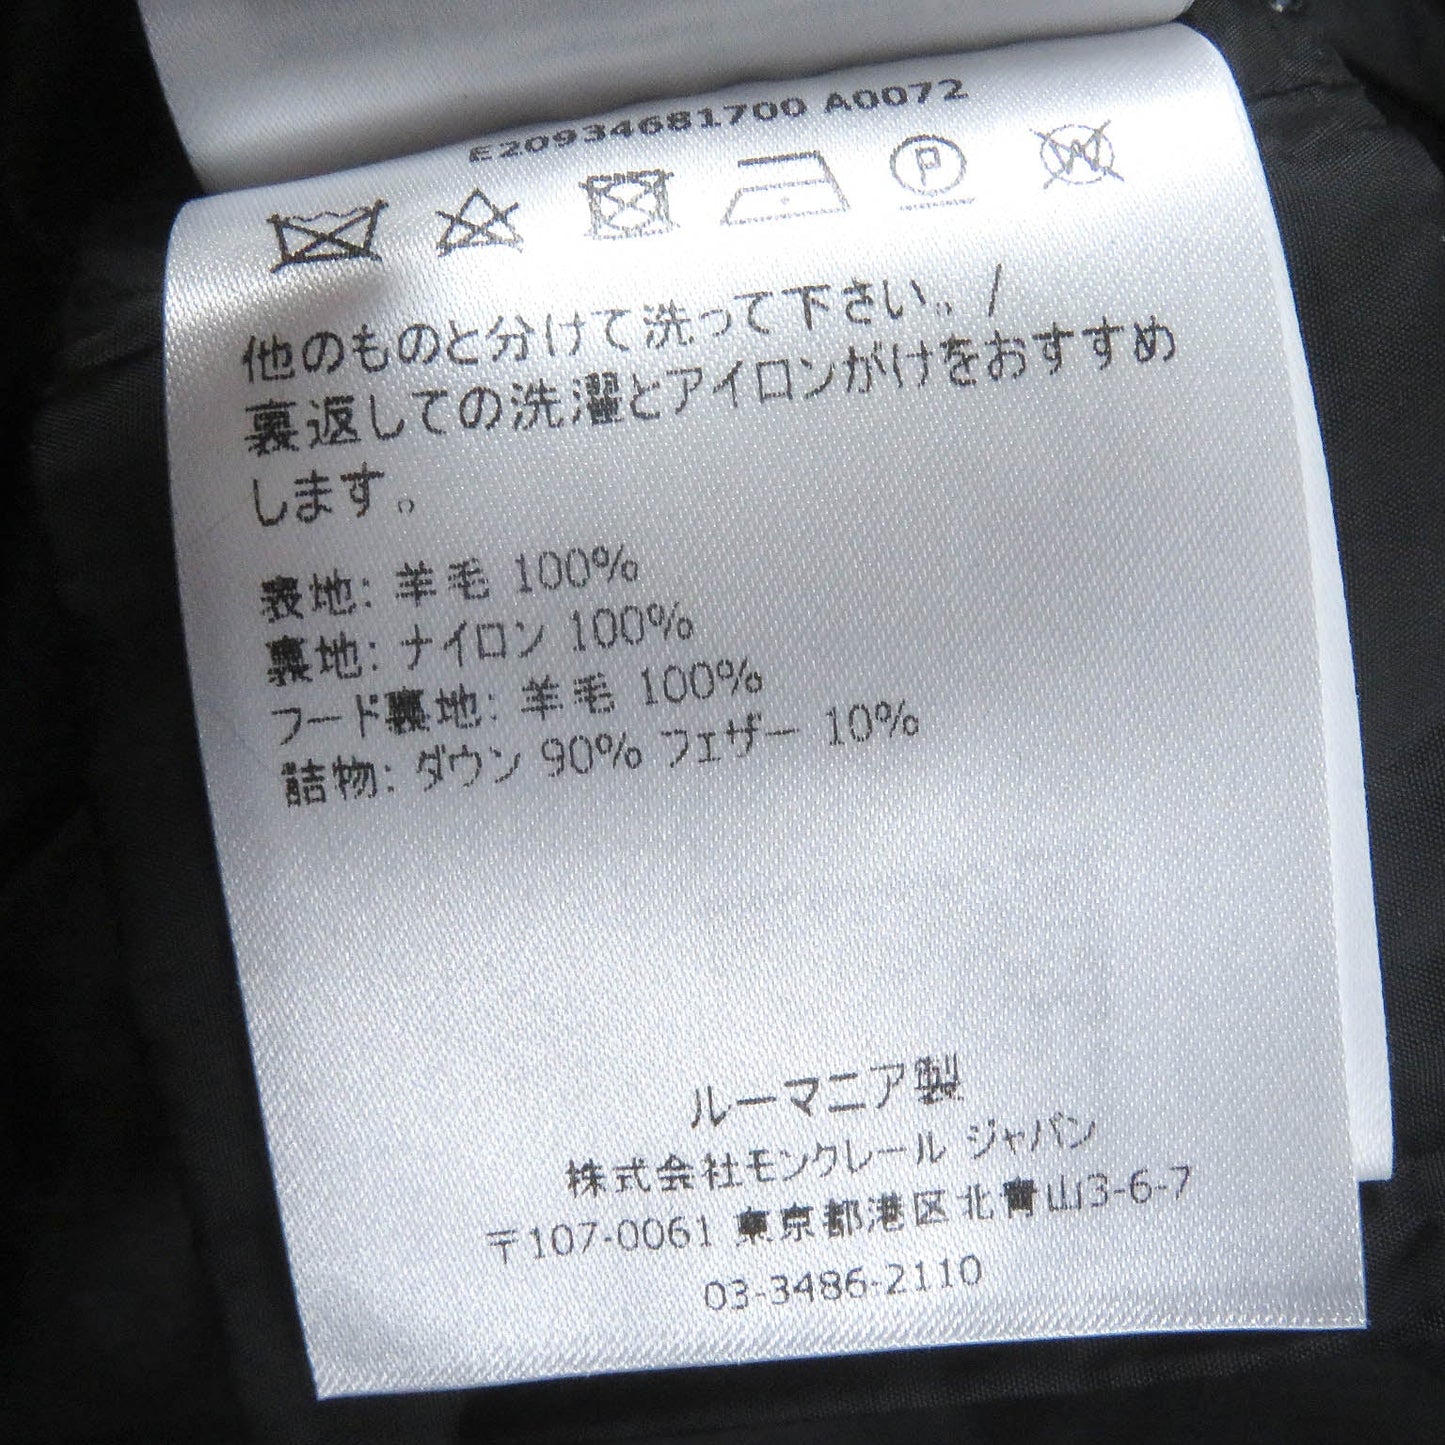 E20934681700 A0072
P
W
他のものと分けて洗って下さい。. /
裏返しての洗濯とアイロンがけをおすすめ
します。
表地: 羊毛 100%
裏地: ナイロン 100%
フード裏地: 羊毛 100%
詰物: ダウン 90% フェザー 10%
ルーマニア製
株式会社モンクレール ジャパン
〒107-0061 東京都港区北青山3-6-7
03-3486-2110